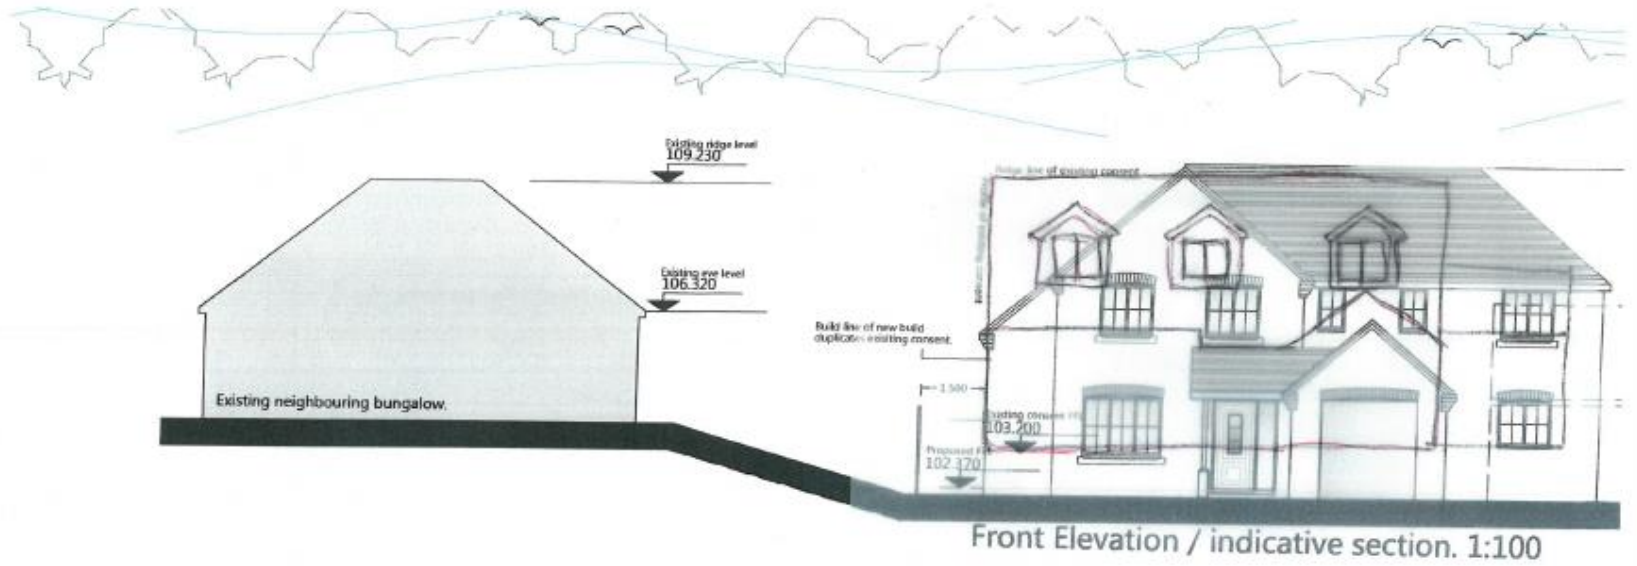 Existing ridge level
109.230
Ridge line of existing consent
Existing eve level
106.320
Build line of new build
duplicates exisiting consent.
1.500
Existing neighbouring bungalow.
Existing consent
103.200
Proposed
102.370
Front Elevation / indicative section. 1:100